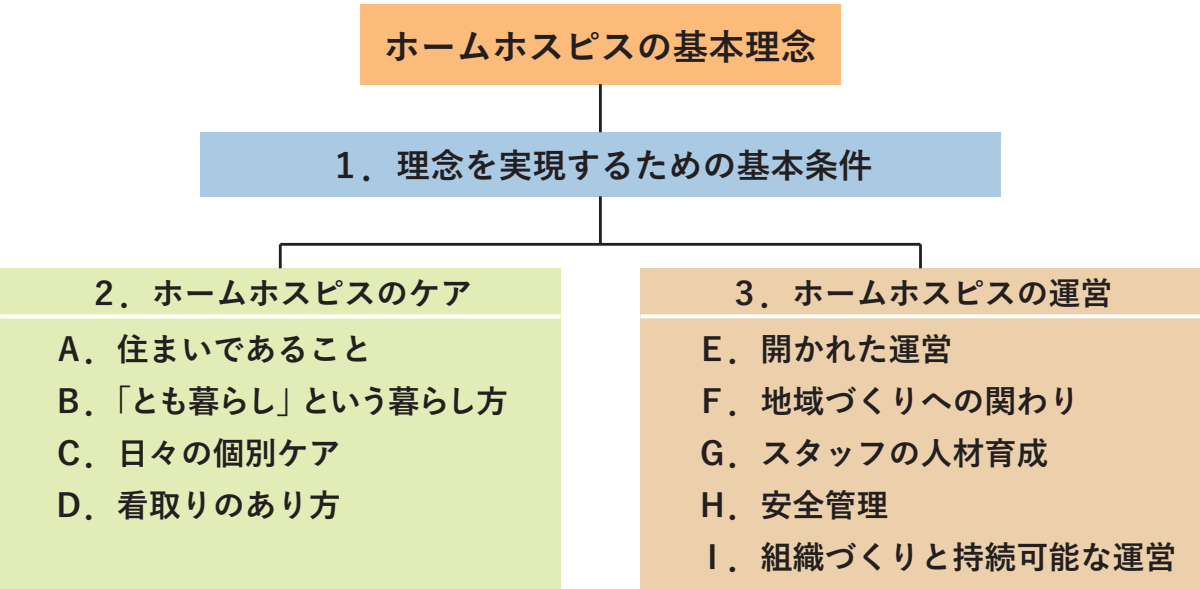 ホームホスピスの基本理念
1．理念を実現するための基本条件
2．ホームホスピスのケア
A．住まいであること
B．「とも暮らし」という暮らし方
C．日々の個別ケア
D．看取りのあり方
3．ホームホスピスの運営
E．開かれた運営
F．地域づくりへの関わり
G．スタッフの人材育成
H．安全管理
I．組織づくりと持続可能な運営